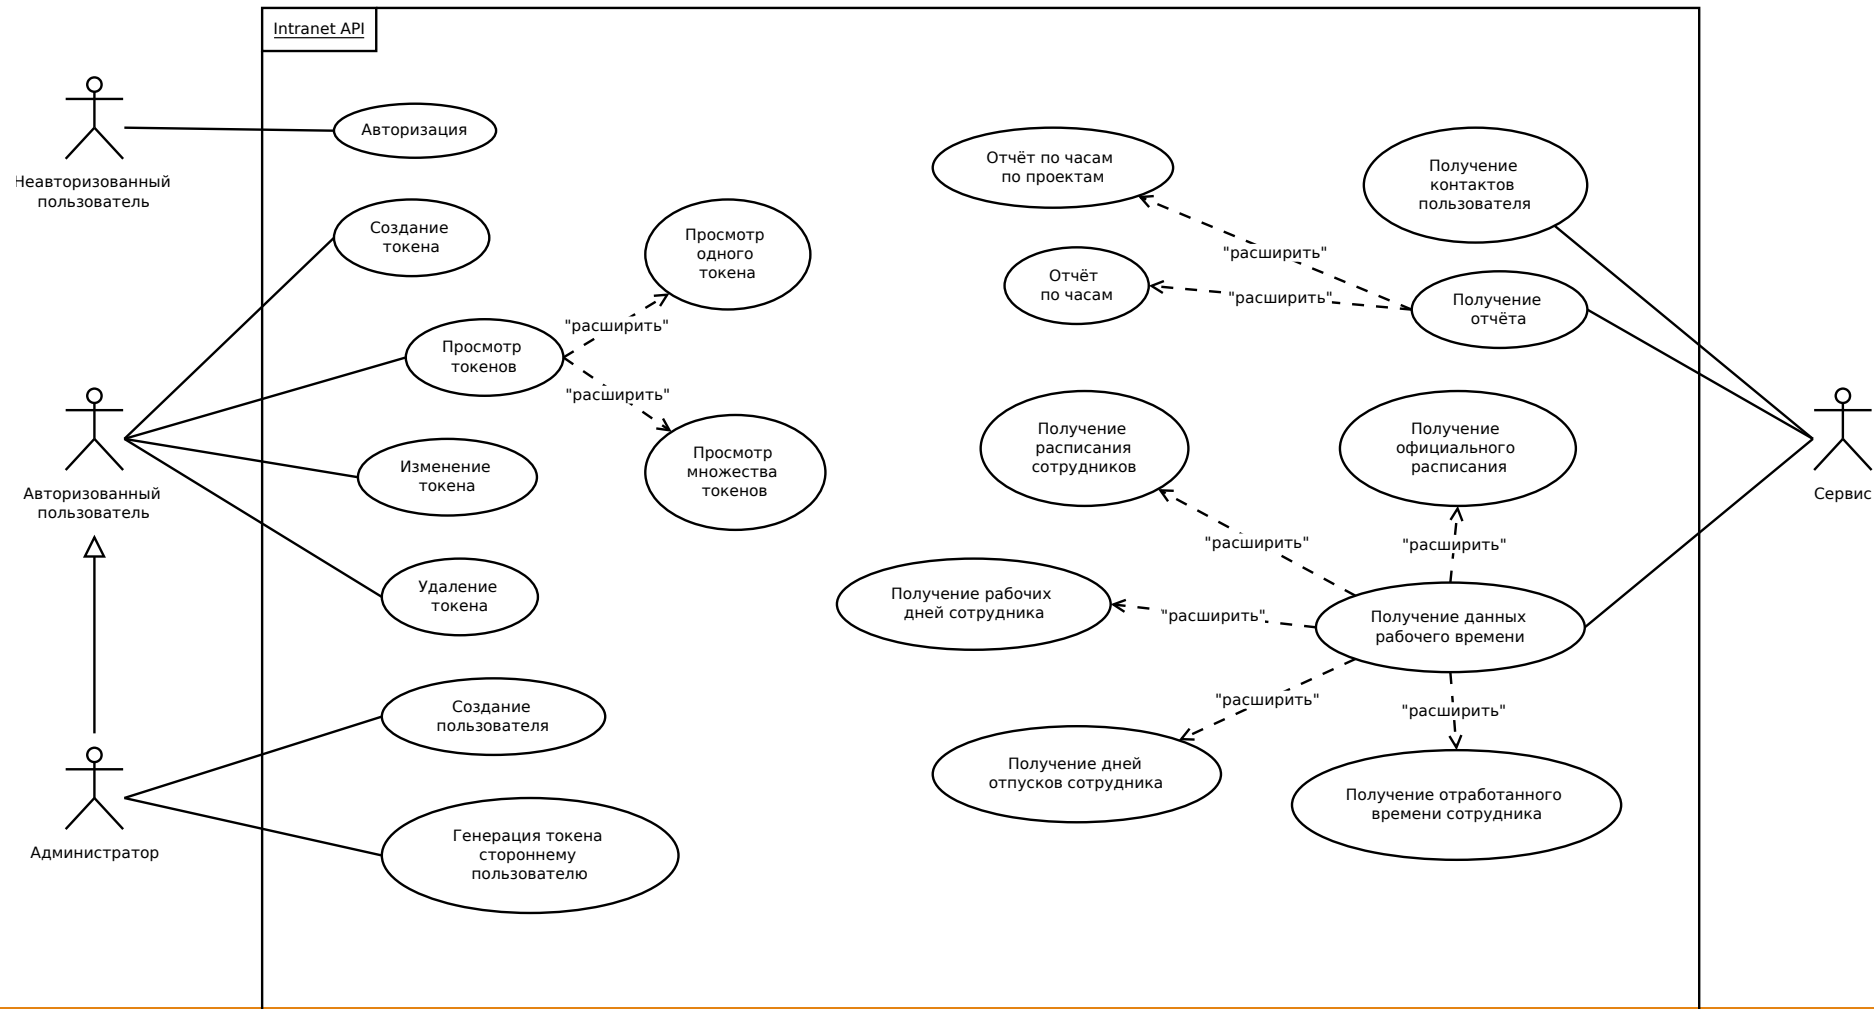 Intranet API
Неавторизованный
пользователь
Авторизация
Создание
токена
Просмотр
одного
токена
Просмотр
токенов
"расширить"
"расширить"
Просмотр
множества
токенов
Авторизованный
пользователь
Изменение
токена
Удаление
токена
Создание
пользователя
Администратор
Генерация токена
стороннему
пользователю
Отчёт по часам
по проектам
Получение
контактов
пользователя
"расширить"
Отчёт
по часам
"расширить"
Получение
отчёта
Получение
расписания
сотрудников
Получение
официального
расписания
Сервис
"расширить"
"расширить"
Получение рабочих
дней сотрудника
"расширить"
Получение данных
рабочего времени
"расширить"
"расширить"
Получение дней
отпусков сотрудника
Получение отработанного
времени сотрудника